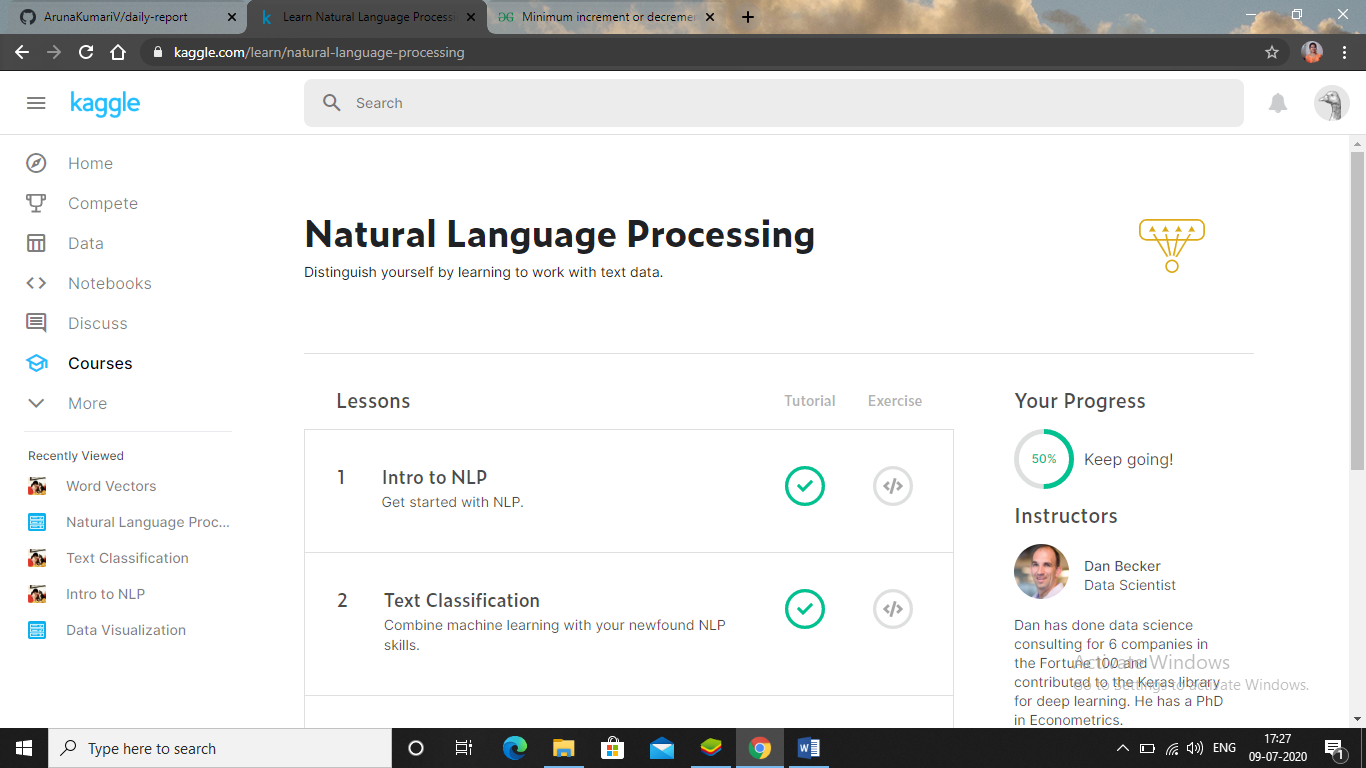 ArunaKumariV/daily-report
Learn Natural Language Processi
Minimum increment or decreme
kaggle.com/learn/natural-language-processing
kaggle
Search
Home
Compete
Data
Notebooks
Discuss
Courses
More
Recently Viewed
Word Vectors
Natural Language Proc...
Text Classification
Intro to NLP
Data Visualization
Natural Language Processing
Distinguish yourself by learning to work with text data.
Lessons
Tutorial
Exercise
1
Intro to NLP
Get started with NLP.
2
Text Classification
Combine machine learning with your newfound NLP
skills.
Your Progress
50%
Keep going!
Instructors
Dan Becker
Data Scientist
Dan has done data science
consulting for 6 companies in
the Fortune 100 and
contributed to the Keras library
for deep learning. He has a PhD
in Econometrics.
Activate Windows
Go to Settings to activate Windows.
Type here to search
ENG
17:27
09-07-2020
1